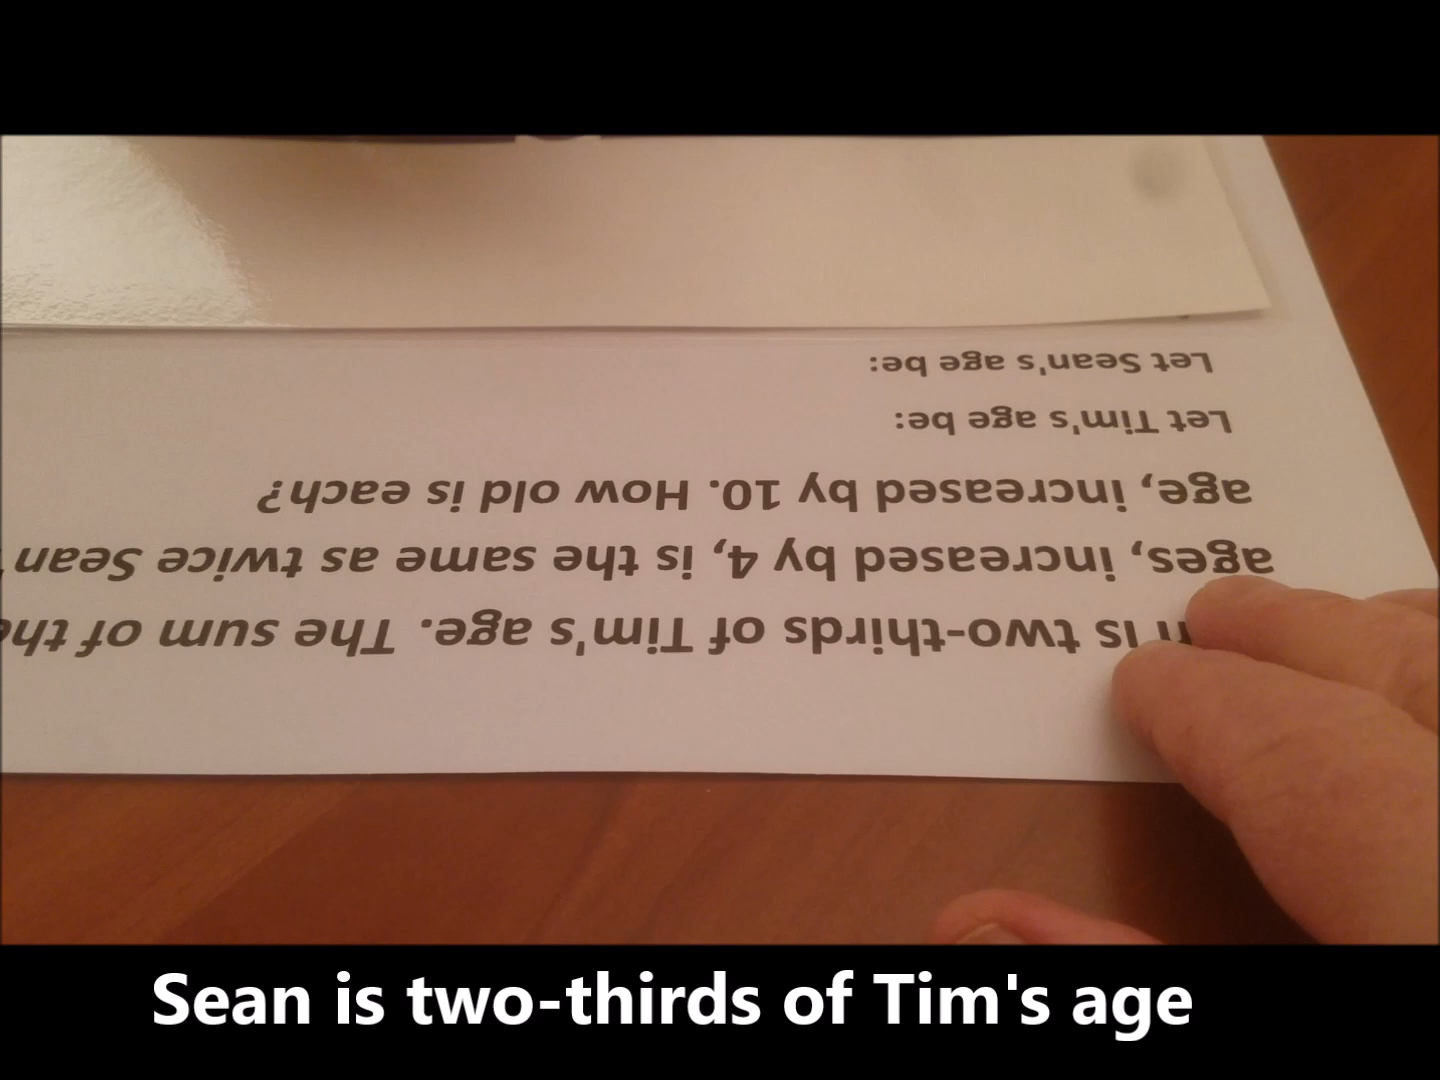 is two-thirds of Tim's age. The sum of
ages, increased by 4, is the same as twice Sean
age, increased by 10. How old is each?
Let Tim's age be:
Let Sean's age be:
Sean is two-thirds of Tim's age